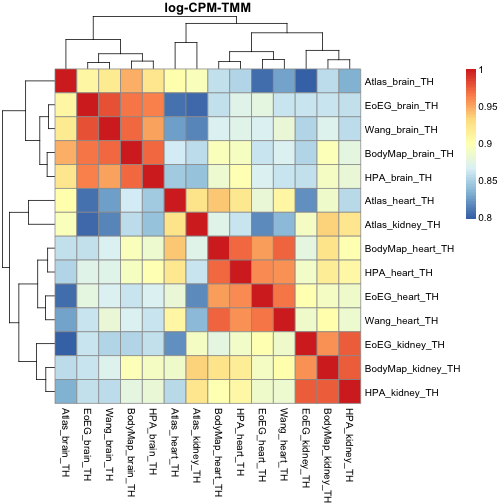 log-CPM-TMM
Atlas_brain_TH
EoEG_brain_TH
Wang_brain_TH
BodyMap_brain_TH
HPA_brain_TH
Atlas_heart_TH
Atlas_kidney_TH
BodyMap_heart_TH
HPA_heart_TH
EoEG_heart_TH
Wang_heart_TH
EoEG_kidney_TH
BodyMap_kidney_TH
HPA_kidney_TH
1
0.95
0.9
0.85
0.8
Atlas_brain_TH
EoEG_brain_TH
Wang_brain_TH
BodyMap_brain_TH
HPA_brain_TH
Atlas_heart_TH
Atlas_kidney_TH
BodyMap_heart_TH
HPA_heart_TH
EoEG_heart_TH
Wang_heart_TH
EoEG_kidney_TH
BodyMap_kidney_TH
HPA_kidney_TH